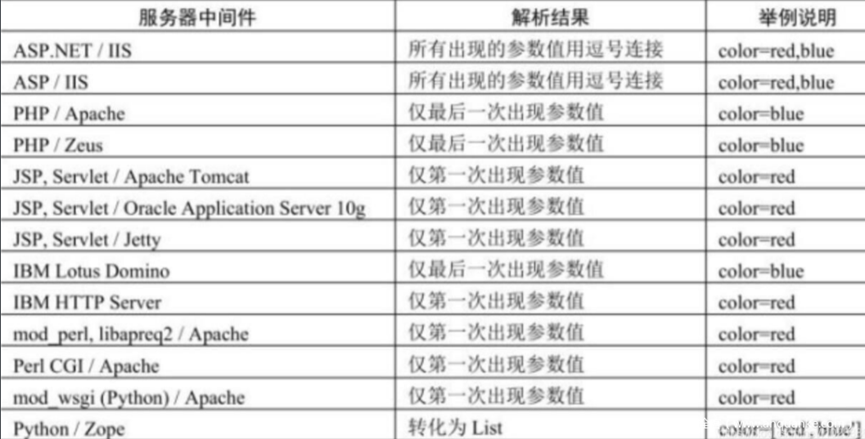 服务器中间件 解析结果 举例说明
ASP.NET / IIS 所有出现的参数值用逗号连接 color=red,blue
ASP / IIS 所有出现的参数值用逗号连接 color=red,blue
PHP / Apache 仅最后一次出现参数值 color=blue
PHP / Zeus 仅最后一次出现参数值 color=blue
JSP, Servlet / Apache Tomcat 仅第一次出现参数值 color=red
JSP, Servlet / Oracle Application Server 10g 仅第一次出现参数值 color=red
JSP, Servlet / Jetty 仅第一次出现参数值 color=red
IBM Lotus Domino 仅最后一次出现参数值 color=blue
IBM HTTP Server 仅第一次出现参数值 color=red
mod_perl, libapreq2 / Apache 仅第一次出现参数值 color=red
Perl CGI / Apache 仅第一次出现参数值 color=red
mod_wsgi (Python) / Apache 仅第一次出现参数值 color=red
Python / Zope 转化为 List color=['red','blue']